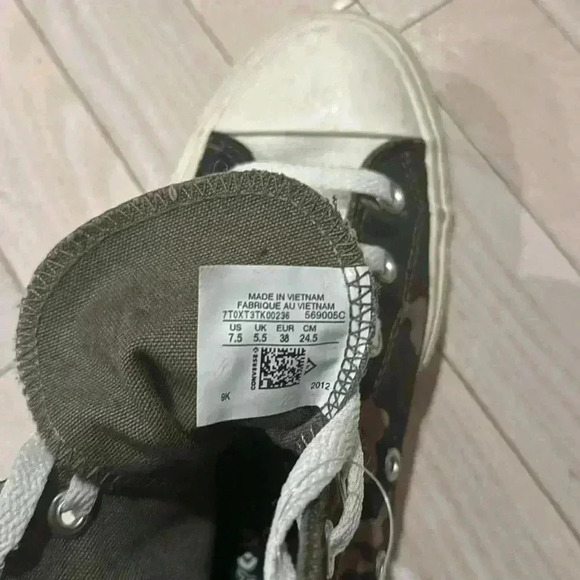 MADE IN VIETNAM
FABRIQUE AU VIETNAM
7T0XT3TK00236 569005C
US UK EUR CM
7.5 5.5 38 24.5
CONVERSE
2012
9K